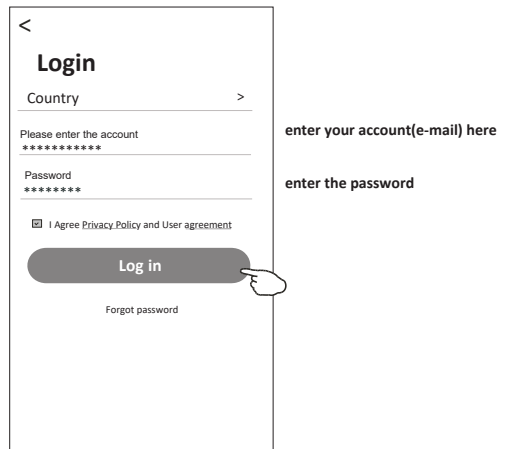 <
Login
Country >
Please enter the account
enter your account(e-mail) here
***********
Password
enter the password
********
I Agree Privacy Policy and User agreement
Log in
Forgot password